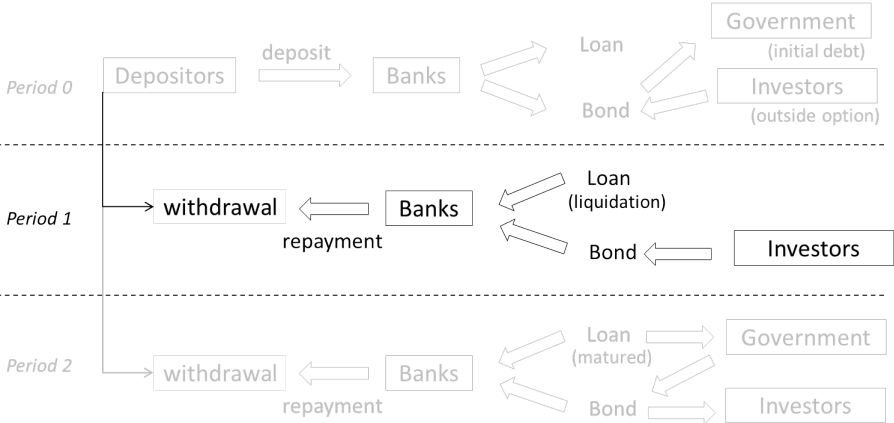 Government
deposit
Loan
(initial debt)
Period 0
Depositors
Banks
Investors
Bond
(outside option)
Loan
(liquidation)
Period 1
withdrawal
Banks
repayment
Bond
Investors
Loan
(matured)
Government
Period 2
withdrawal
Banks
repayment
Bond
Investors